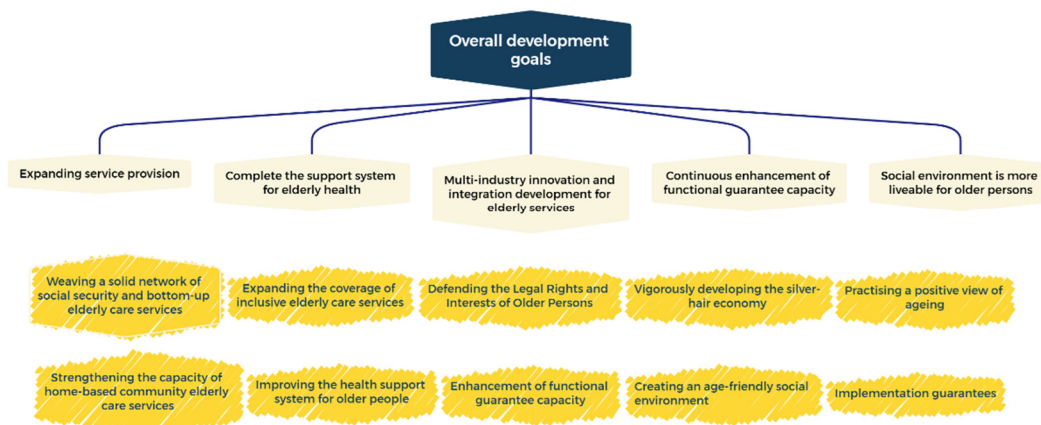 Overall development
goals
Expanding service provision
Complete the support system
for elderly health
Multi-industry innovation and
integration development for
elderly services
Continuous enhancement of
functional guarantee capacity
Social environment is more
liveable for older persons
Weaving a solid network of
social security and bottom-up
elderly care services
Expanding the coverage of
inclusive elderly care services
Defending the Legal Rights and
Interests of Older Persons
Vigorously developing the silver-
hair economy
Practising a positive view of
ageing
Strengthening the capacity of
home-based community elderly
care services
Improving the health support
system for older people
Enhancement of functional
guarantee capacity
Creating an age-friendly social
environment
Implementation guarantees